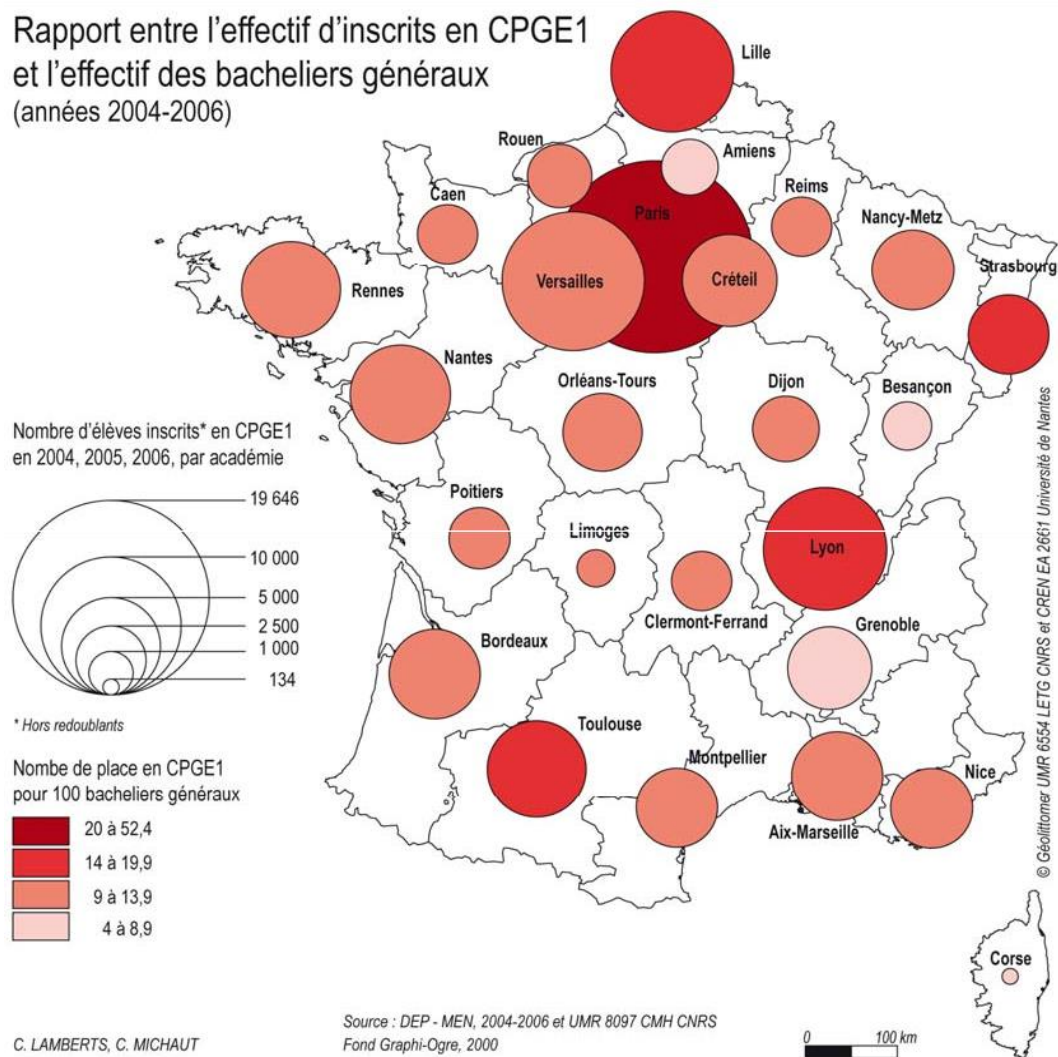 Rapport entre l'effectif d'inscrits en CPGE1
et l'effectif des bacheliers généraux
(années 2004-2006)
Lille
Rouen
Amiens
Caen
Paris
Reims
Nancy-Metz
Strasbourg
Versailles
Créteil
Rennes
Nantes
Orléans-Tours
Dijon
Besançon
Nombre d'élèves inscrits* en CPGE1
en 2004, 2005, 2006, par académie
19 646
10 000
5 000
2 500
1 000
134
* Hors redoublants
Poitiers
Limoges
Lyon
Clermont-Ferrand
Grenoble
Bordeaux
Toulouse
Montpellier
Nice
Aix-Marseille
Corse
Nombe de place en CPGE1
pour 100 bacheliers généraux
20 à 52,4
14 à 19,9
9 à 13,9
4 à 8,9
© Géolittomer UMR 6554 LETG CNRS et CREN EA 2661 Université de Nantes
C. LAMBERTS, C. MICHAUT
Source : DEP - MEN, 2004-2006 et UMR 8097 CMH CNRS
Fond Graphi-Ogre, 2000
0 100 km